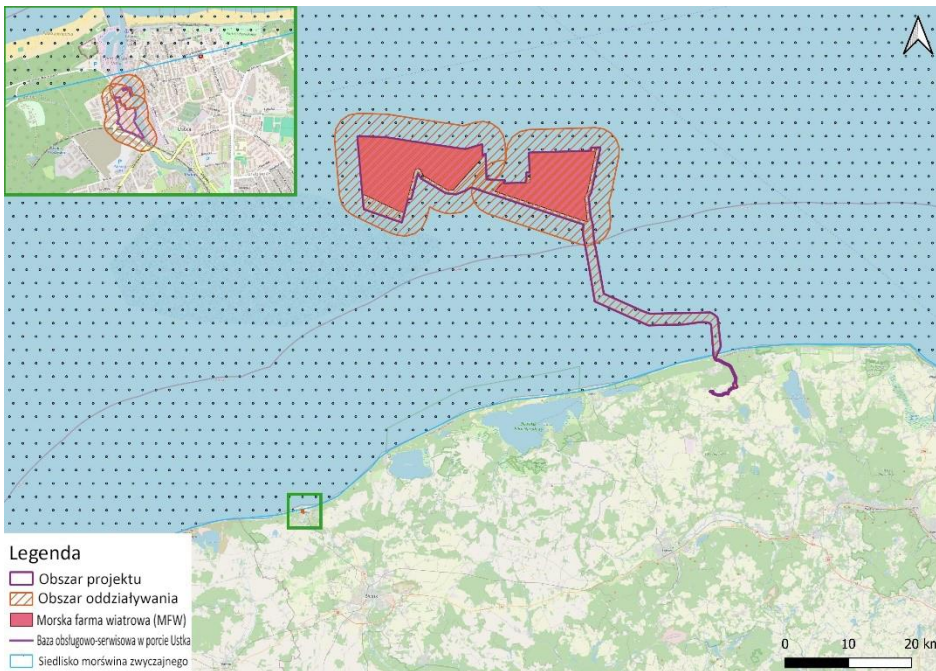 Ustka
Legenda
Obszar projektu
Obszar oddziaływania
Morska farma wiatrowa (MFW)
Baza obsługowo-serwisowa w porcie Ustka
Siedlisko morświna zwyczajnego
0 10 20 km